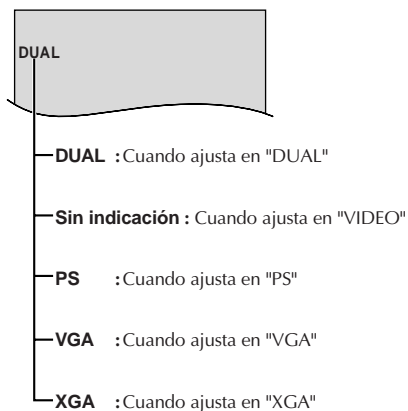 DUAL
DUAL : Cuando ajusta en "DUAL"
Sin indicación : Cuando ajusta en "VIDEO"
PS : Cuando ajusta en "PS"
VGA : Cuando ajusta en "VGA"
XGA : Cuando ajusta en "XGA"